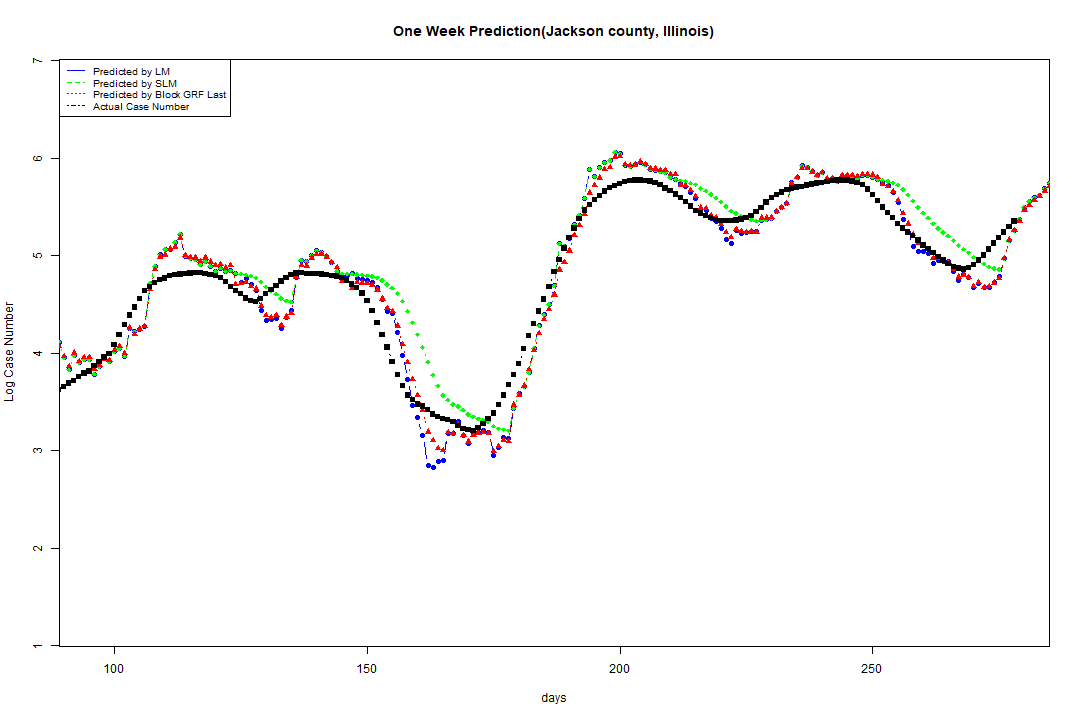 One Week Prediction(Jackson county, Illinois)
Predicted by LM
Predicted by SLM
Predicted by Block GRF Last
Actual Case Number
Log Case Number
7
6
5
4
3
2
1
100 150 200 250
days